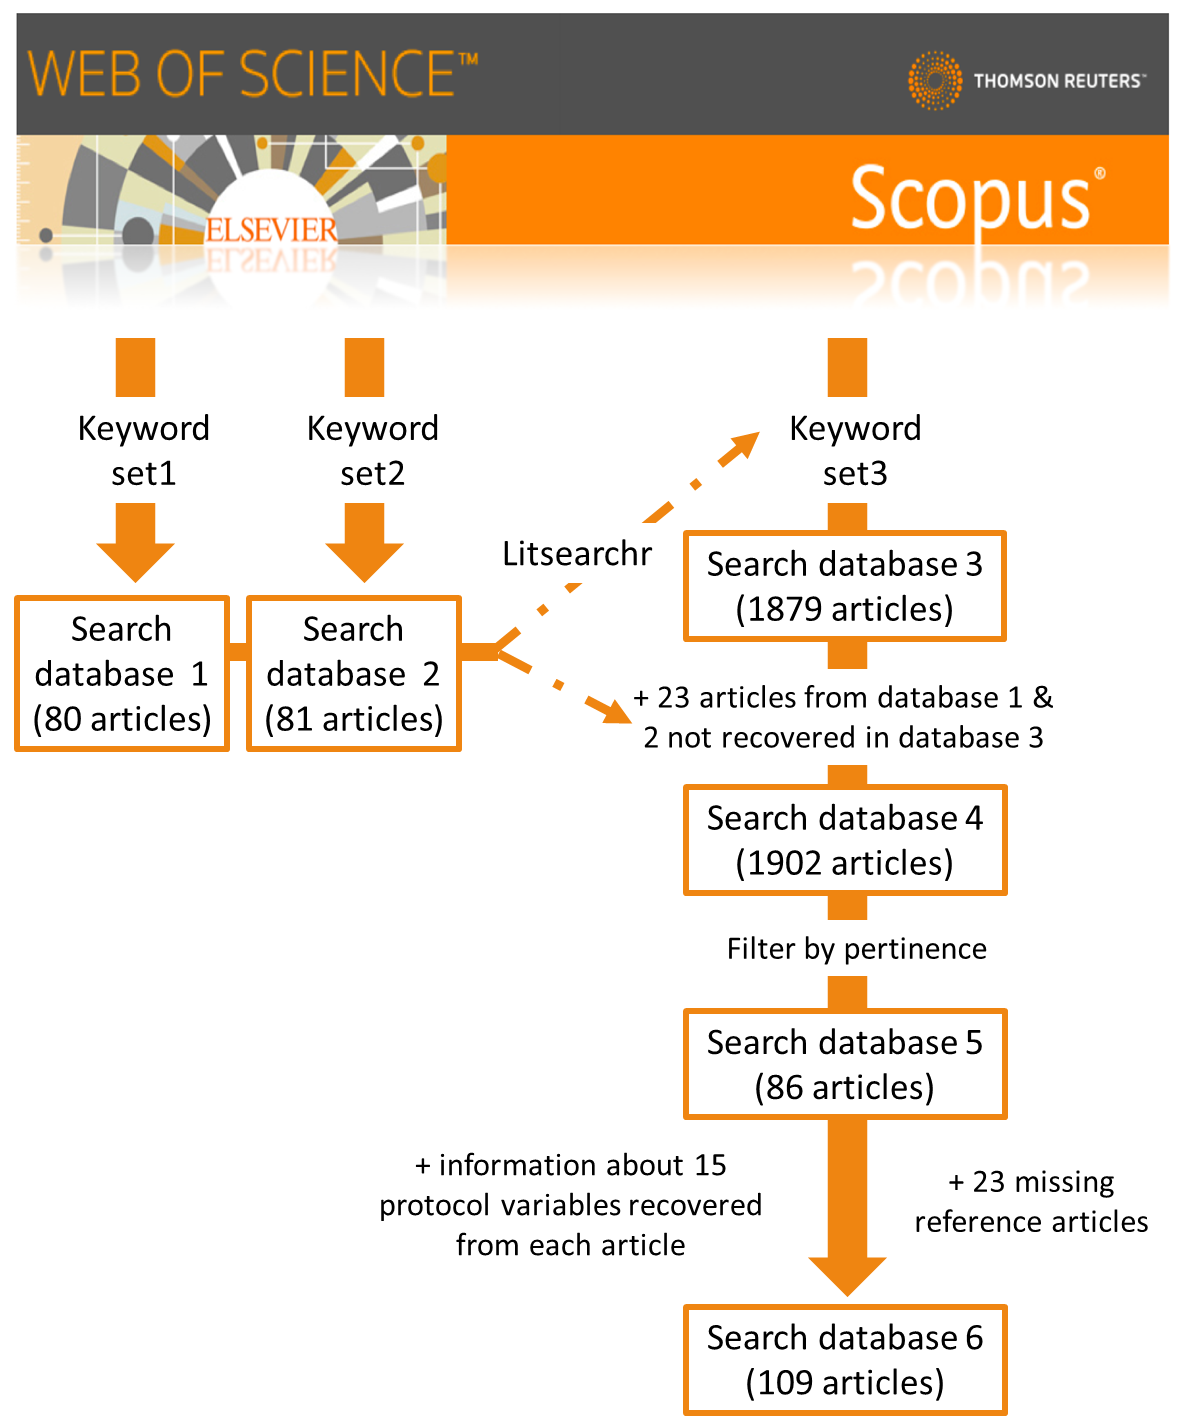 WEB OF SCIENCE™
THOMSON REUTERS™
ELSEVIER
Scopus®
Keyword
set1
Keyword
set2
Keyword
set3
Litsearchr
Search database 3
(1879 articles)
Search
database 1
(80 articles)
Search
database 2
(81 articles)
+ 23 articles from database 1 &
2 not recovered in database 3
Search database 4
(1902 articles)
Filter by pertinence
Search database 5
(86 articles)
+ information about 15
protocol variables recovered
from each article
+ 23 missing
reference articles
Search database 6
(109 articles)